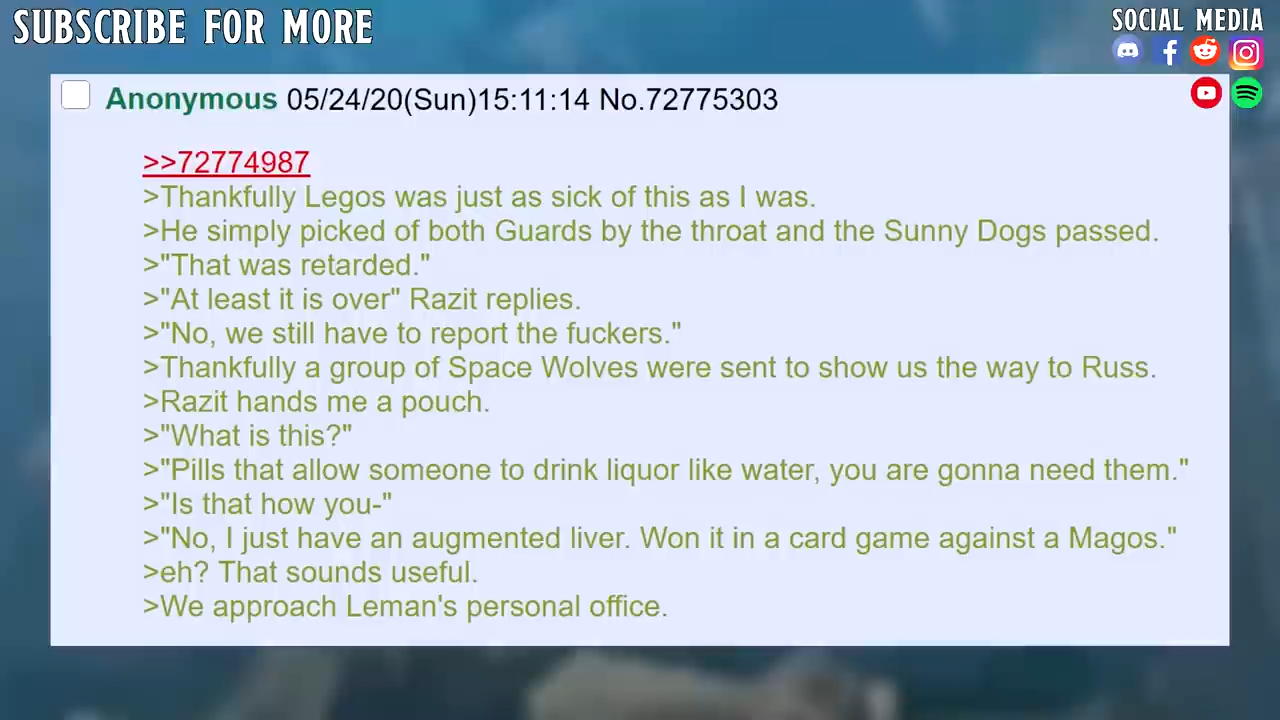 SUBSCRIBE FOR MORE
SOCIAL MEDIA
Anonymous 05/24/20(Sun)15:11:14 No.72775303
>>72774987
>Thankfully Legos was just as sick of this as I was.
>He simply picked of both Guards by the throat and the Sunny Dogs passed.
>"That was retarded."
>"At least it is over" Razit replies.
>"No, we still have to report the fuckers."
>Thankfully a group of Space Wolves were sent to show us the way to Russ.
>Razit hands me a pouch.
>"What is this?"
>"Pills that allow someone to drink liquor like water, you are gonna need them."
>"Is that how you-"
>"No, I just have an augmented liver. Won it in a card game against a Magos."
>eh? That sounds useful.
>We approach Leman's personal office.